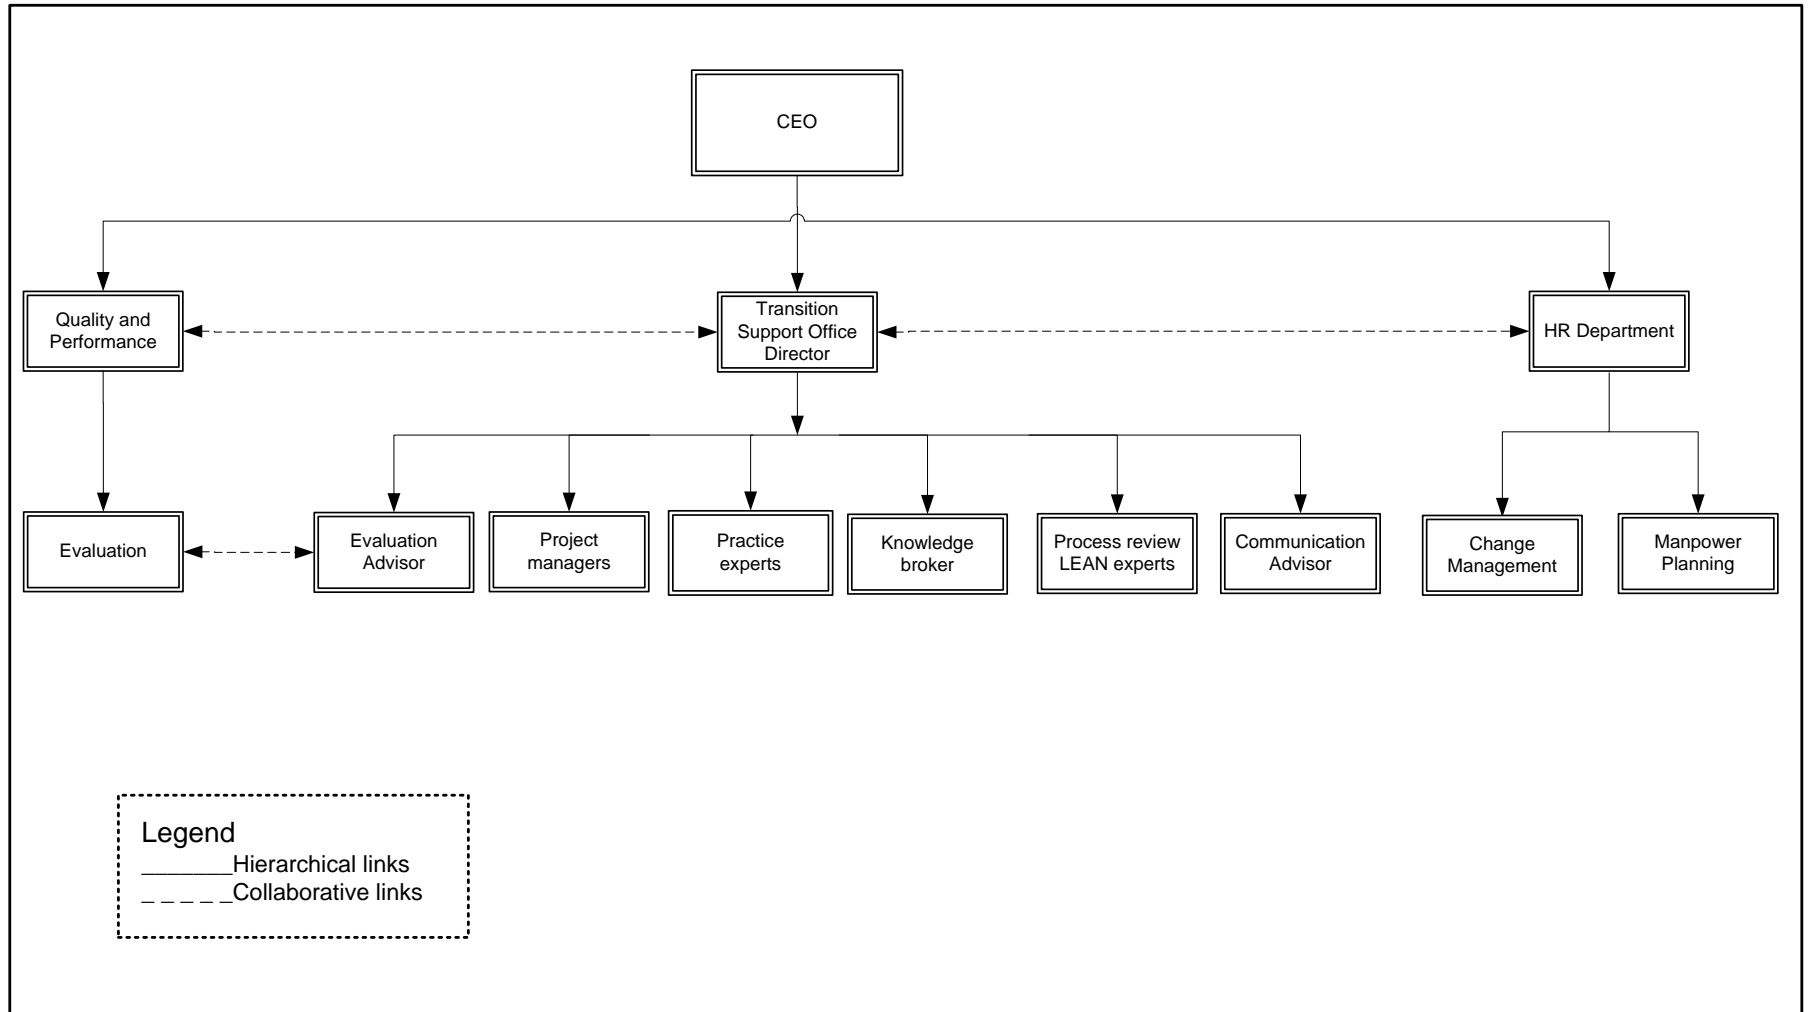 CEO
Quality and
Performance
Transition
Support Office
Director
HR Department
Evaluation
Evaluation
Advisor
Project
managers
Practice
experts
Knowledge
broker
Process review
LEAN experts
Communication
Advisor
Change
Management
Manpower
Planning
Legend
_______Hierarchical links
_ _ _ _ _Collaborative links